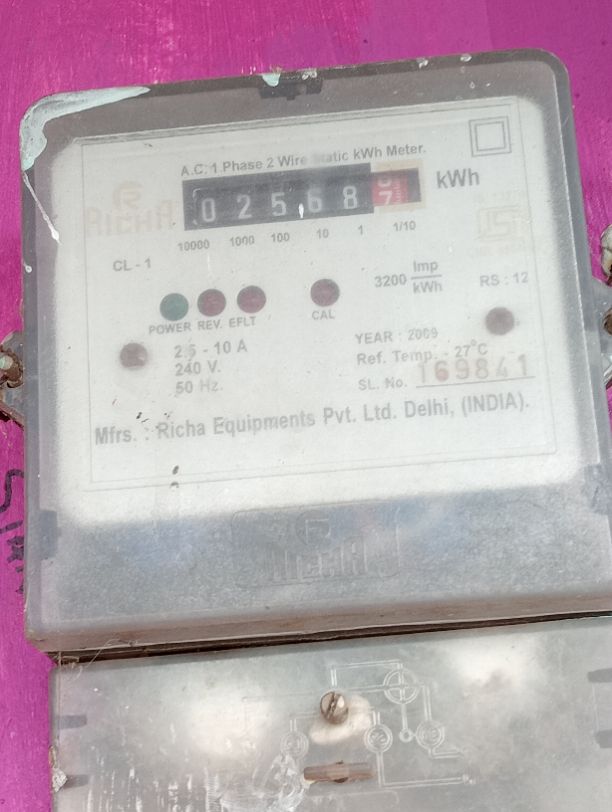 A.C. 1 Phase 2 Wire Static kWh Meter.
RICHA
0 2 5 6 8 7 kWh
10000 1000 100 10 1 1/10
CL - 1
3200 Imp/kWh
RS : 12
POWER REV. EFLT CAL
2.5 - 10 A
240 V.
50 Hz.
YEAR : 2009
Ref. Temp. - 27°C
SL. No. 169841
Mfrs. : Richa Equipments Pvt. Ltd. Delhi, (INDIA).
RICHA